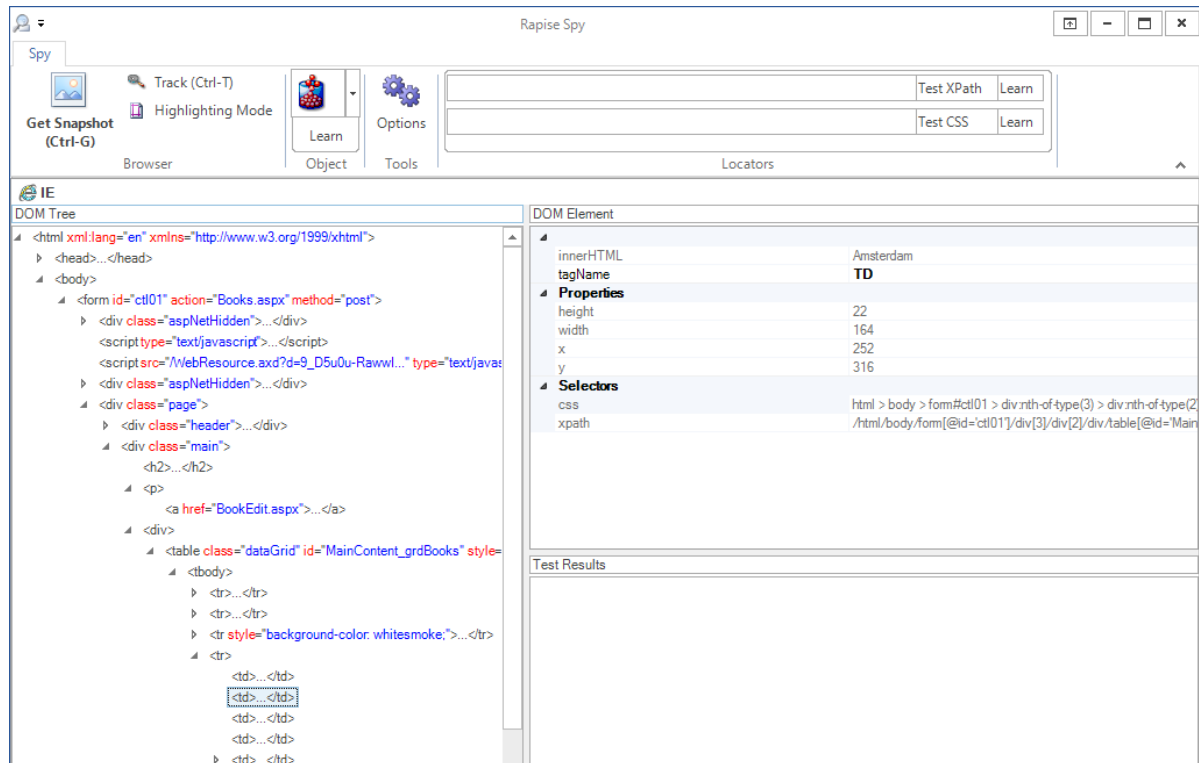 Rapise Spy
Spy
Get Snapshot
(Ctrl-G)
Track (Ctrl-T)
Highlighting Mode
Browser
Learn
Object
Options
Tools
Test XPath Learn
Test CSS Learn
Locators
IE
DOM Tree
<html xml:lang="en" xmlns="http://www.w3.org/1999/xhtml">
<head>...</head>
<body>
<form id="ctl01" action="Books.aspx" method="post">
<div class="aspNetHidden">...</div>
<script type="text/javascript">...</script>
<script src="/WebResource.axd?d=9_D5u0u-RawwI..." type="text/javas
<div class="aspNetHidden">...</div>
<div class="page">
<div class="header">...</div>
<div class="main">
<h2>...</h2>
<p>
<a href="BookEdit.aspx">...</a>
<div>
<table class="dataGrid" id="MainContent_grdBooks" style=
<tbody>
<tr>...</tr>
<tr>...</tr>
<tr style="background-color: whitesmoke;">...</tr>
<tr>
<td>...</td>
<td>...</td>
<td>...</td>
<td>...</td>
<td>...</td>
DOM Element
innerHTML Amsterdam
tagName TD
Properties
height 22
width 164
x 252
y 316
Selectors
css html > body > form#ctl01 > div:nth-of-type(3) > div:nth-of-type(2)
xpath /html/body/form[@id='ctl01']/div[3]/div[2]/div/table[@id='Main
Test Results